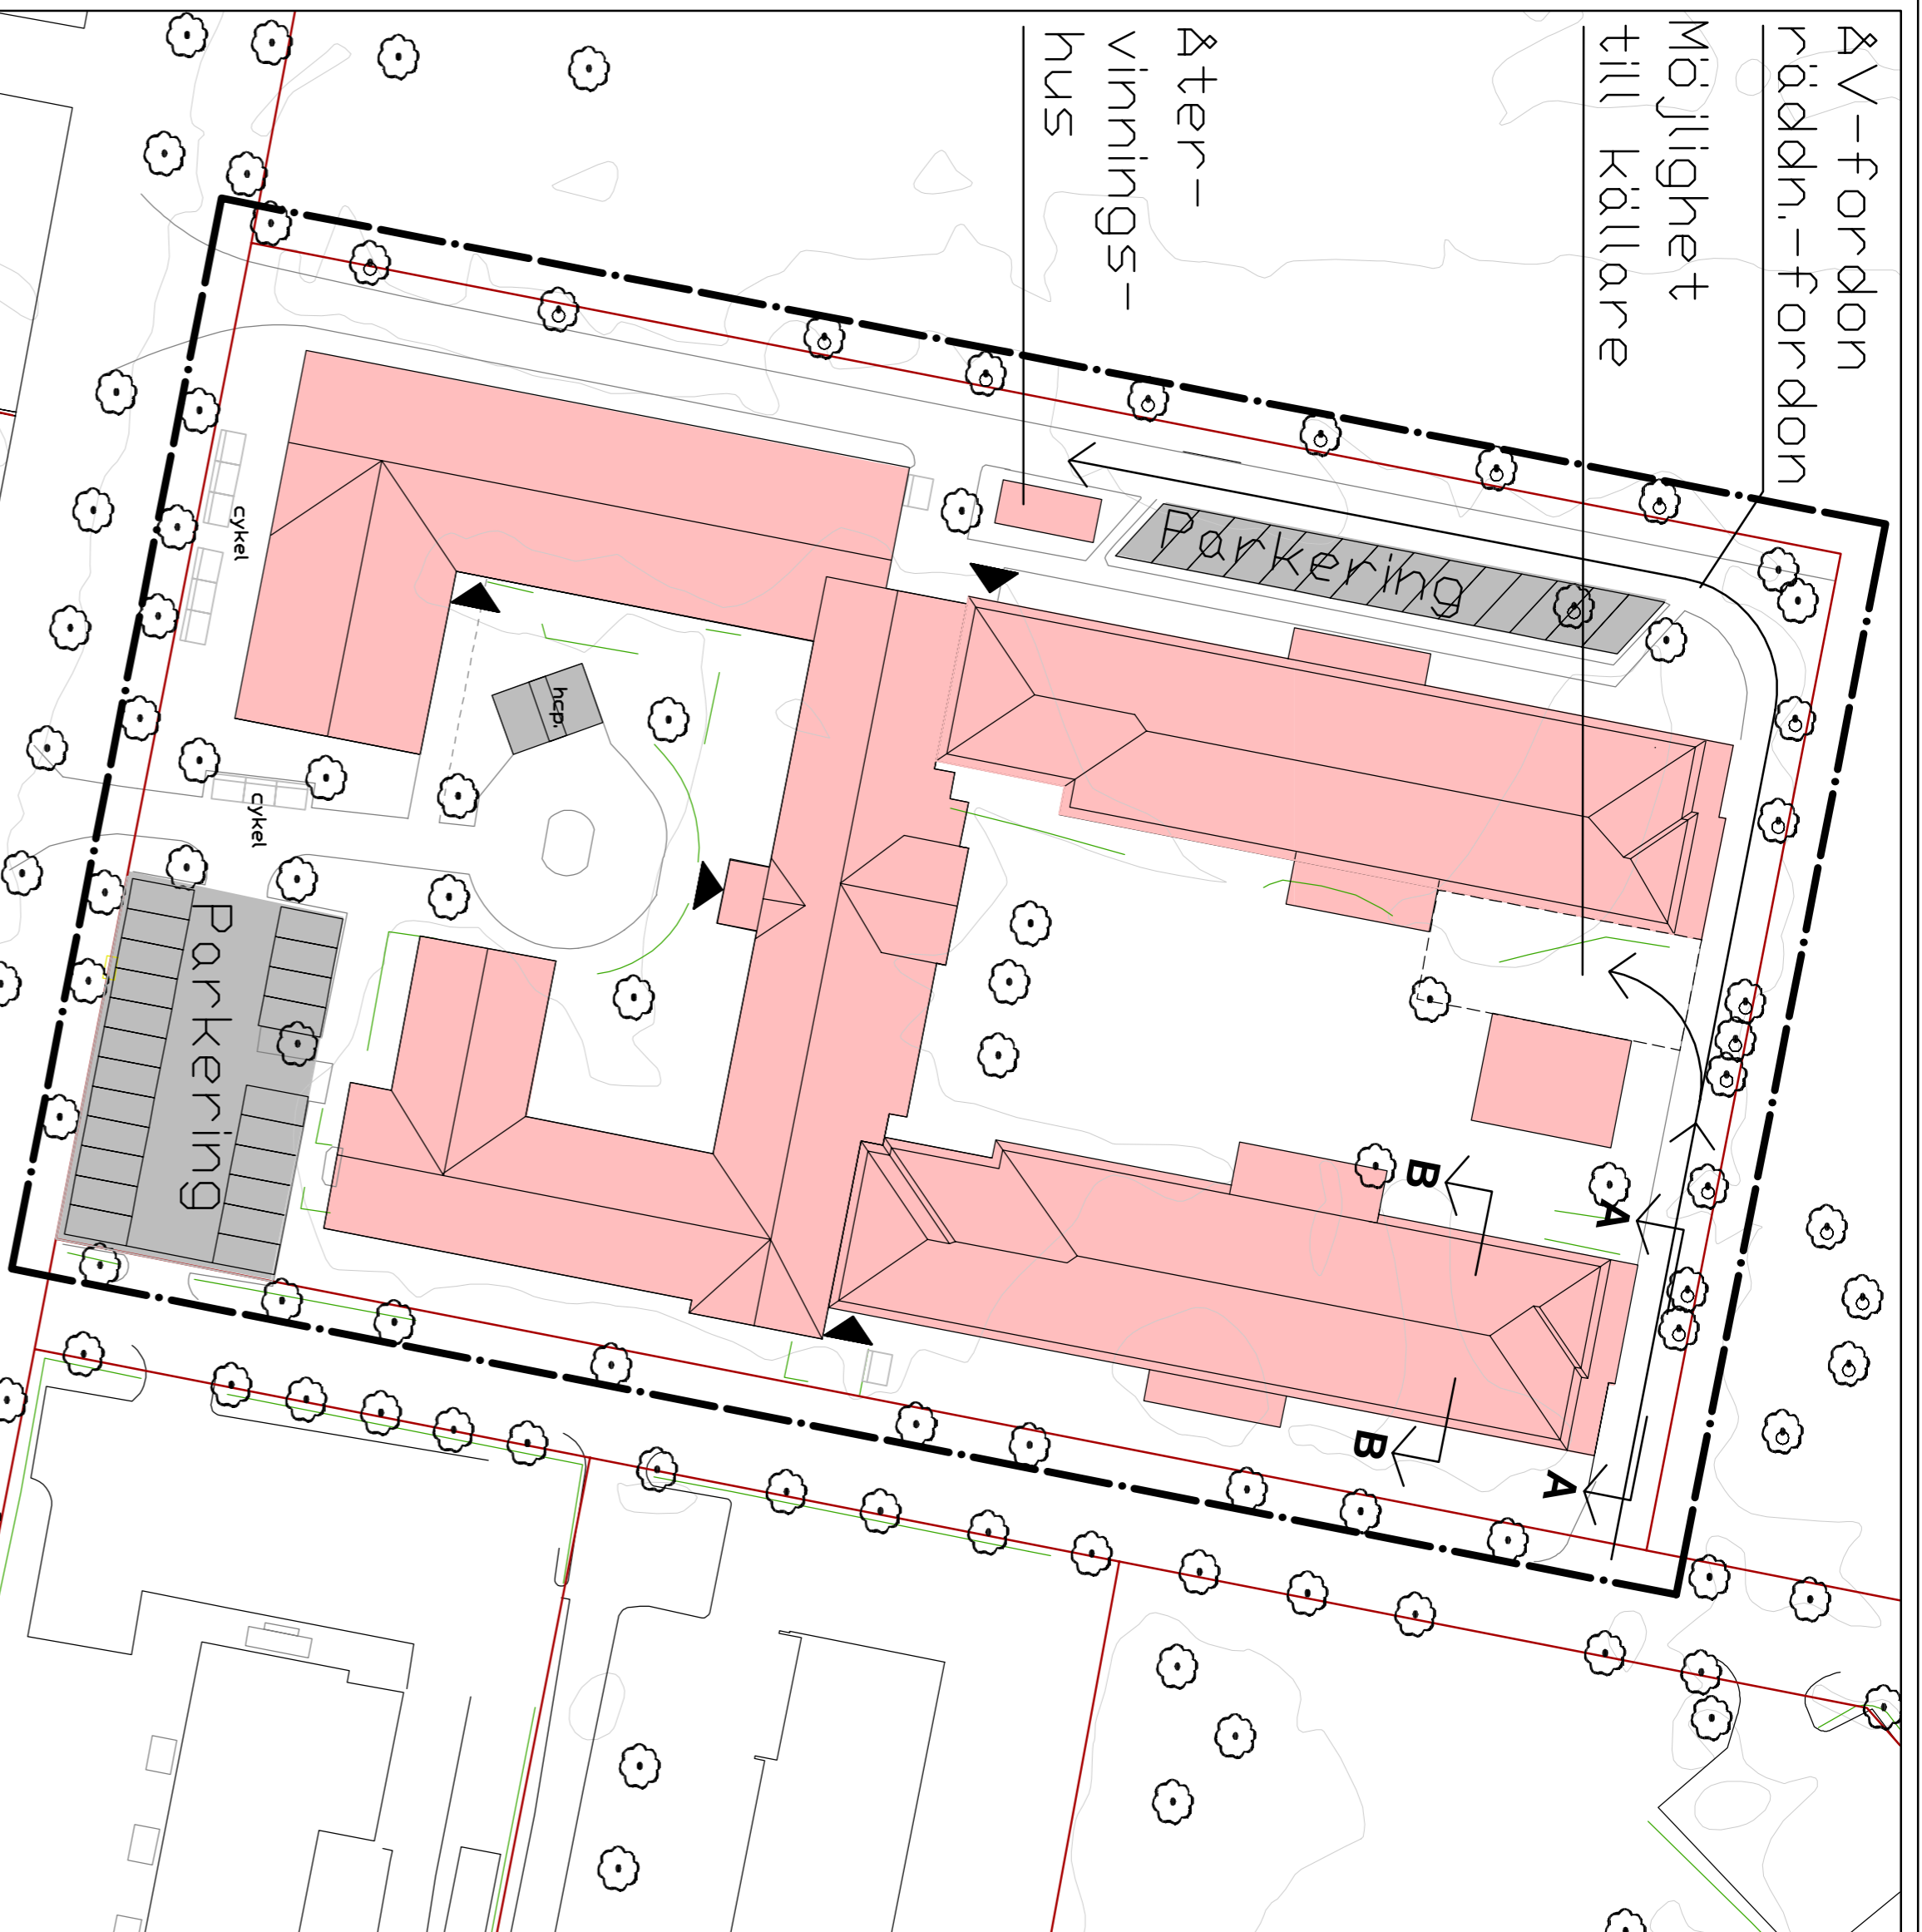 ÅV-fordon
räddn.-fordon
Möjlighet
till källare
Åter-
vinnings-
hus
Parkering
cykel
hcp.
cykel
Parkering
B
A
B
A